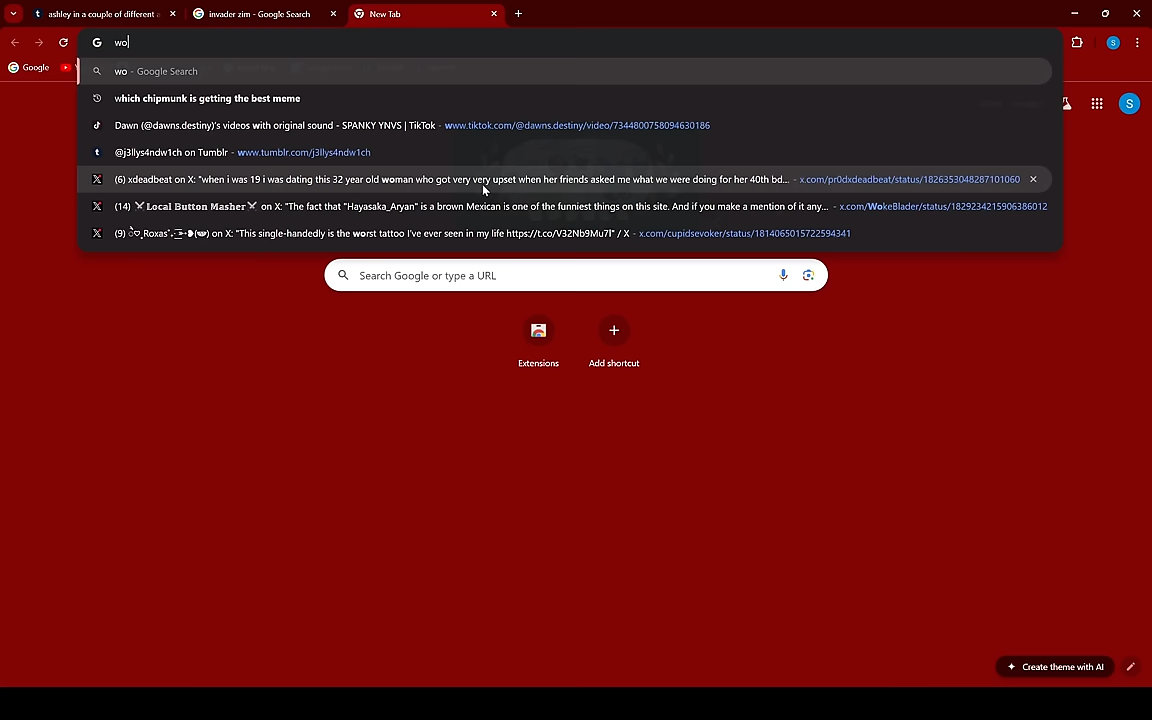 ashley in a couple of different a
invader zim - Google Search
New Tab
wo
Google
wo - Google Search
which chipmunk is getting the best meme
Dawn (@dawns.destiny)'s videos with original sound - SPANKY YNVS | TikTok - www.tiktok.com/@dawns.destiny/video/7344800758094630186
@j3llys4ndw1ch on Tumblr - www.tumblr.com/j3llys4ndw1ch
(6) xdeadbeat on X: "when i was 19 i was dating this 32 year old woman who got very very upset when her friends asked me what we were doing for her 40th bd... - x.com/pr0dxdeadbeat/status/1826353048287101060
(14) ⚔Local Button Masher⚔ on X: "The fact that "Hayasaka_Aryan" is a brown Mexican is one of the funniest things on this site. And if you make a mention of it any... - x.com/WokeBlader/status/1829234215906386012
(9) Roxas on X: "This single-handedly is the worst tattoo I've ever seen in my life https://t.co/V32Nb9Mu7l" / X - x.com/cupidsevoker/status/1814065015722594341
S
S
Search Google or type a URL
Extensions
Add shortcut
Create theme with AI